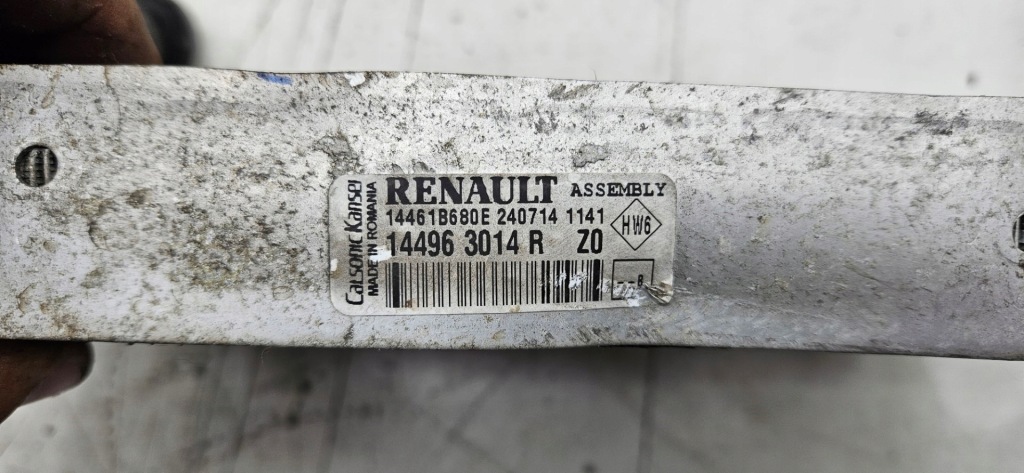 Calsonic Kansei
MADE IN ROMANIA
RENAULT ASSEMBLY
14461B680E 240714 1141
14496 3014 R Z0
HW6